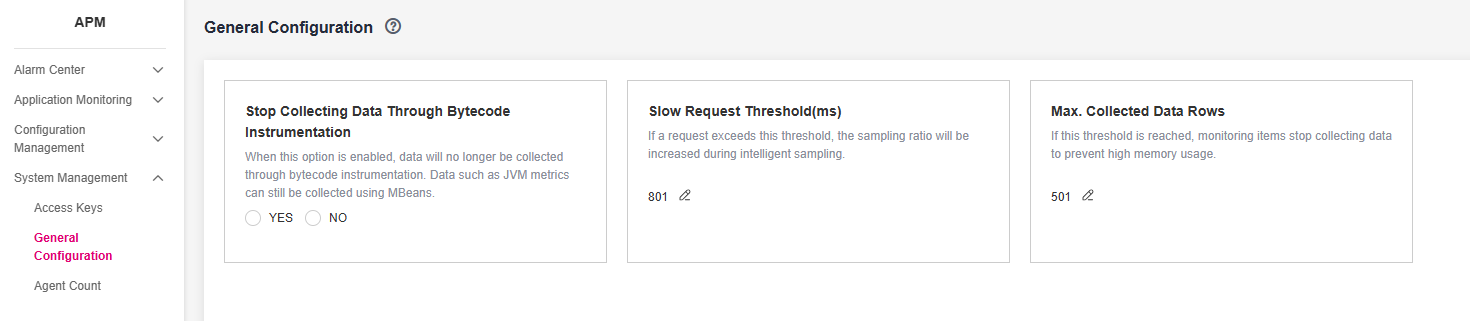 APM
Alarm Center
Application Monitoring
Configuration
Management
System Management
Access Keys
General
Configuration
Agent Count
General Configuration
Stop Collecting Data Through Bytecode
Instrumentation
When this option is enabled, data will no longer be collected
through bytecode instrumentation. Data such as JVM metrics
can still be collected using MBeans.
YES NO
Slow Request Threshold(ms)
If a request exceeds this threshold, the sampling ratio will be
increased during intelligent sampling.
801
Max. Collected Data Rows
If this threshold is reached, monitoring items stop collecting data
to prevent high memory usage.
501